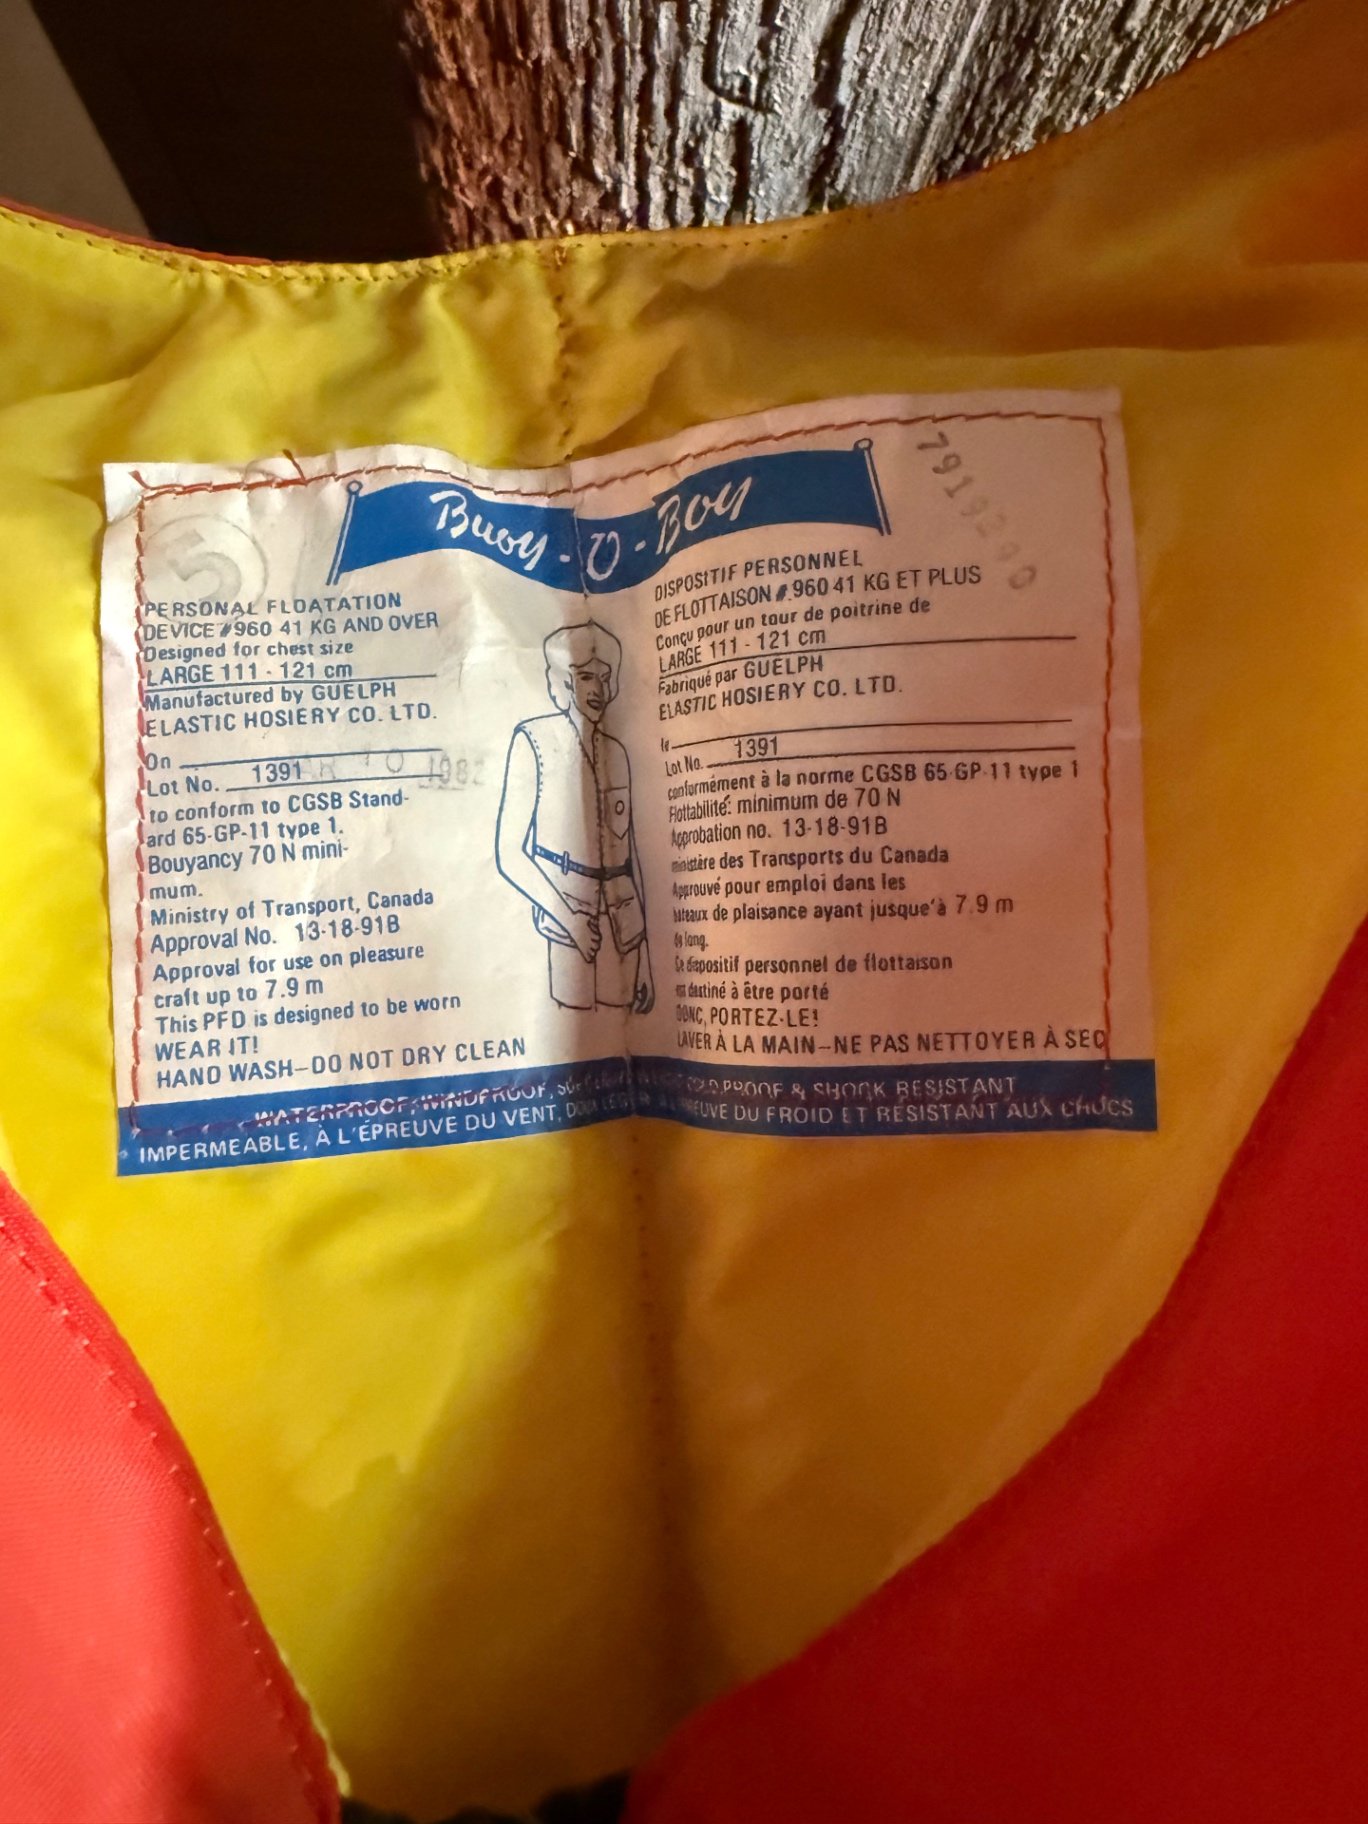 Buoy-O-Boy
PERSONAL FLOATATION
DEVICE #960 41 KG AND OVER
Designed for chest size
LARGE 111 - 121 cm
Manufactured by GUELPH
ELASTIC HOSIERY CO. LTD.
On
10 1982
Lot No. 1391
to conform to CGSB Stand-
ard 65-GP-11 type 1.
Bouyancy 70 N mini-
mum.
Ministry of Transport, Canada
Approval No. 13-18-91B
Approval for use on pleasure
craft up to 7.9 m
This PFD is designed to be worn
WEAR IT!
HAND WASH–DO NOT DRY CLEAN
DISPOSITIF PERSONNEL
DE FLOTTAISON #960 41 KG ET PLUS
Conçu pour un tour de poitrine de
LARGE 111 - 121 cm
Fabriqué par GUELPH
ELASTIC HOSIERY CO. LTD.
le
Lot No. 1391
conformément à la norme CGSB 65-GP-11 type 1
Flottabilité: minimum de 70 N
Approbation no. 13-18-91B
ministère des Transports du Canada
Approuvé pour emploi dans les
bateaux de plaisance ayant jusque'à 7.9 m
de long.
Ce dispositif personnel de flottaison
est destiné à être porté
DONC, PORTEZ-LE!
LAVER À LA MAIN–NE PAS NETTOYER À SEC
WATERPROOF, WINDPROOF, & SHOCK RESISTANT
IMPERMEABLE, À L'ÉPREUVE DU VENT, DU FROID ET RÉSISTANT AUX CHOCS